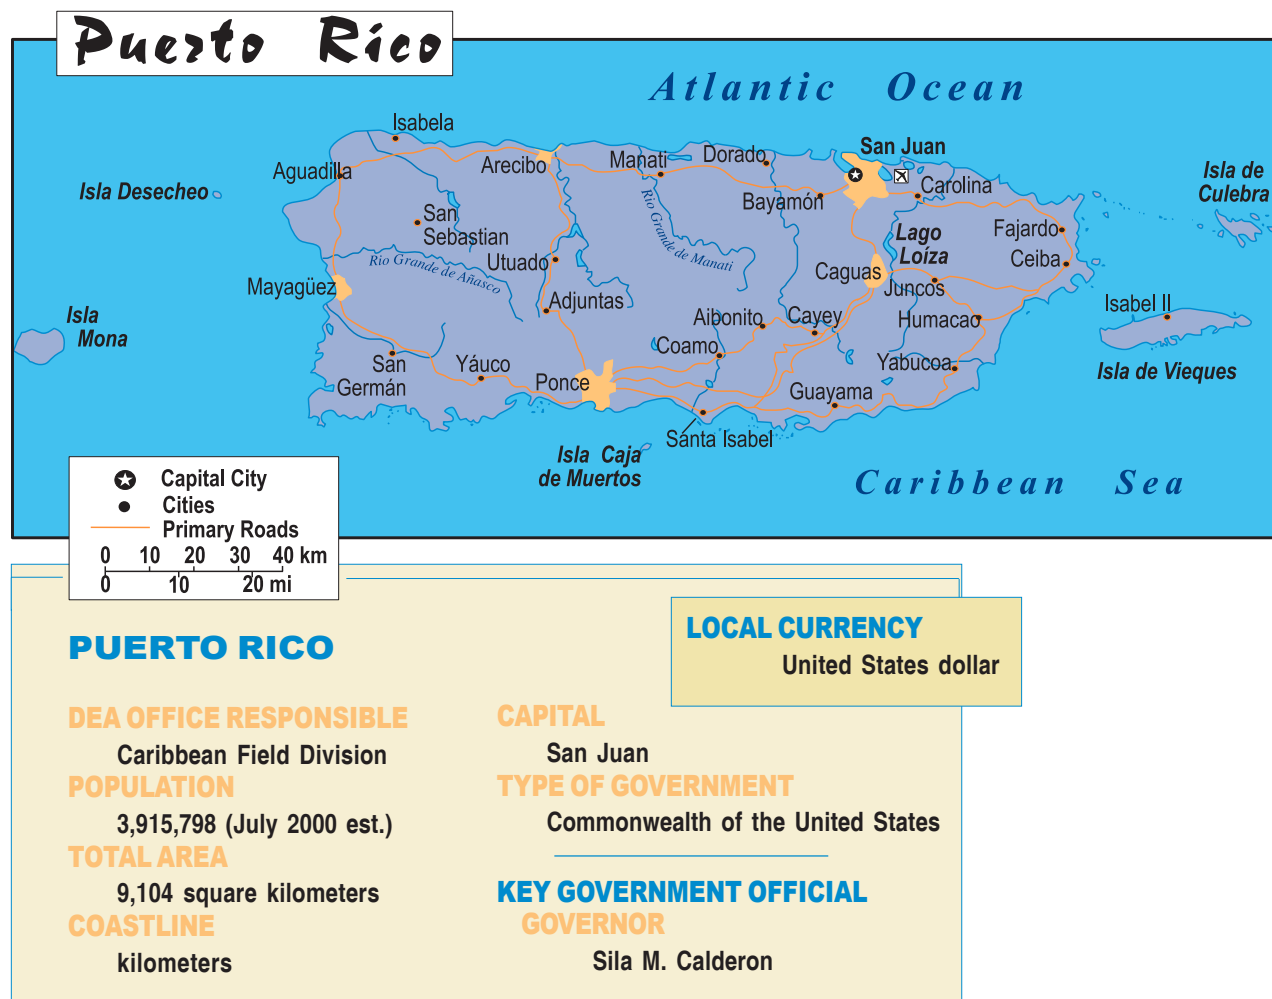 Puerto Rico
Atlantic Ocean
Isabela
San Juan
Aguadilla
Arecibo
Manati
Dorado
Isla Desecheo
Carolina
Isla de
Culebra
Bayamón
San
Sebastian
Rio Grande de Manati
Lago
Loíza
Fajardo
Ceiba
Utuado
Rio Grande de Añasco
Caguas
Juncos
Mayagüez
Adjuntas
Isabel II
Isla
Mona
Aibonito
Cayey
Humacao
Coamo
San
Germán
Yáuco
Ponce
Yabucoa
Isla de Vieques
Guayama
Santa Isabel
Isla Caja
de Muertos
Caribbean Sea
Capital City
Cities
Primary Roads
0 10 20 30 40 km
0 10 20 mi
PUERTO RICO
LOCAL CURRENCY
United States dollar
DEA OFFICE RESPONSIBLE
Caribbean Field Division
POPULATION
3,915,798 (July 2000 est.)
TOTAL AREA
9,104 square kilometers
COASTLINE
kilometers
CAPITAL
San Juan
TYPE OF GOVERNMENT
Commonwealth of the United States
KEY GOVERNMENT OFFICIAL
GOVERNOR
Sila M. Calderon